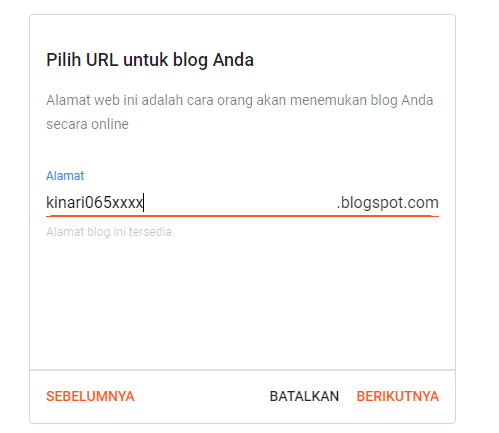 Pilih URL untuk blog Anda
Alamat web ini adalah cara orang akan menemukan blog Anda
secara online
Alamat
kinari065xxxx .blogspot.com
Alamat blog ini tersedia.
SEBELUMNYA BATALKAN BERIKUTNYA